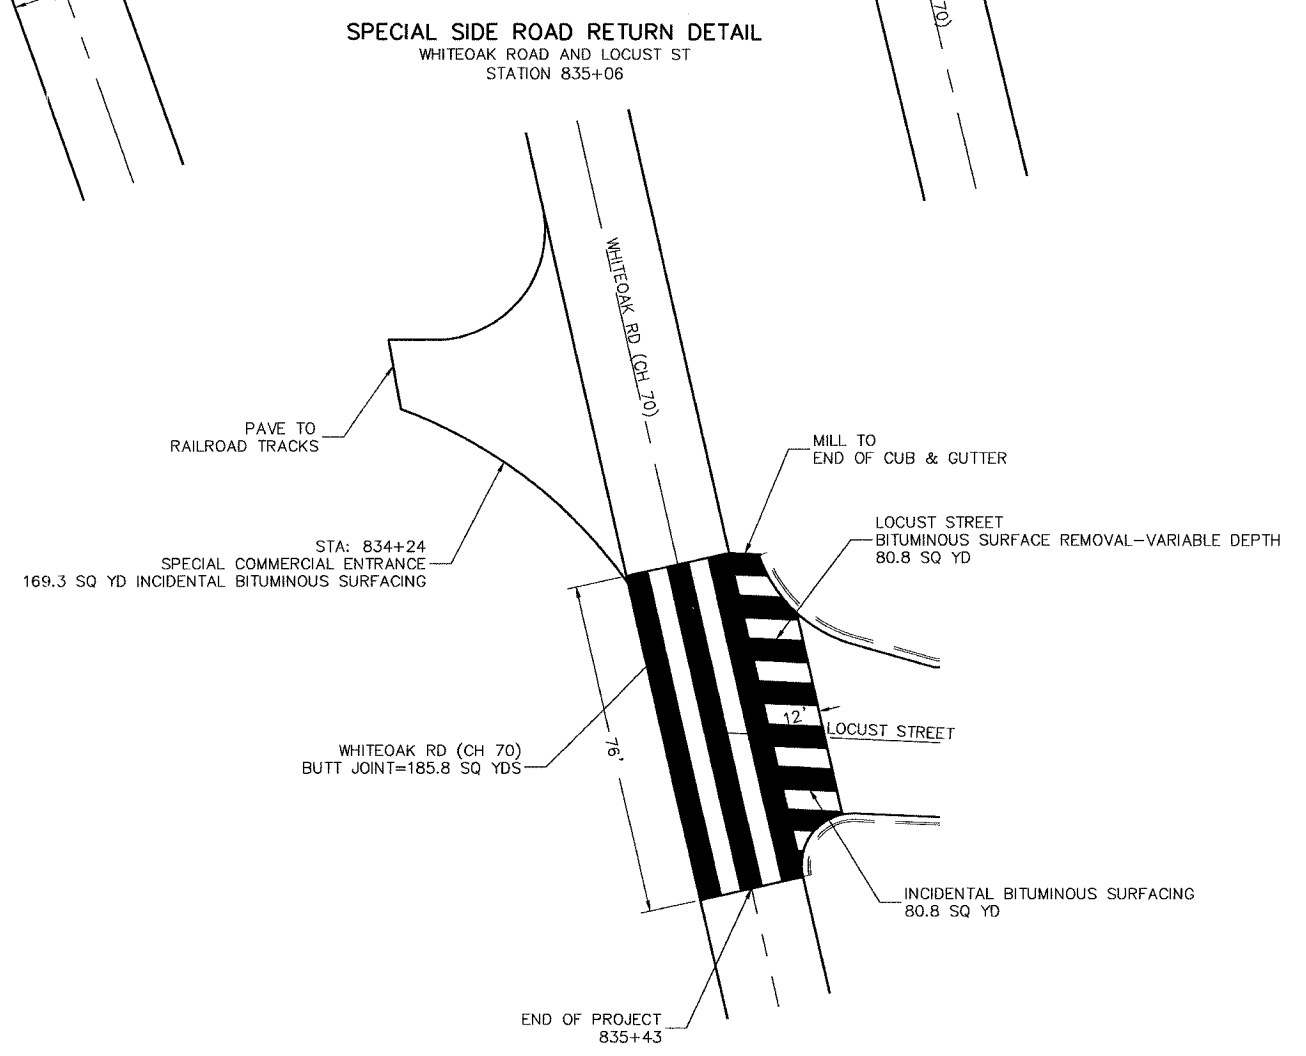 70)
SPECIAL SIDE ROAD RETURN DETAIL
WHITEOAK ROAD AND LOCUST ST
STATION 835+06
WHITEOAK RD (CH 70)
PAVE TO
RAILROAD TRACKS
MILL TO
END OF CUB & GUTTER
LOCUST STREET
BITUMINOUS SURFACE REMOVAL-VARIABLE DEPTH
80.8 SQ YD
STA: 834+24
SPECIAL COMMERCIAL ENTRANCE
169.3 SQ YD INCIDENTAL BITUMINOUS SURFACING
12'
LOCUST STREET
76'
WHITEOAK RD (CH 70)
BUTT JOINT=185.8 SQ YDS
INCIDENTAL BITUMINOUS SURFACING
80.8 SQ YD
END OF PROJECT
835+43